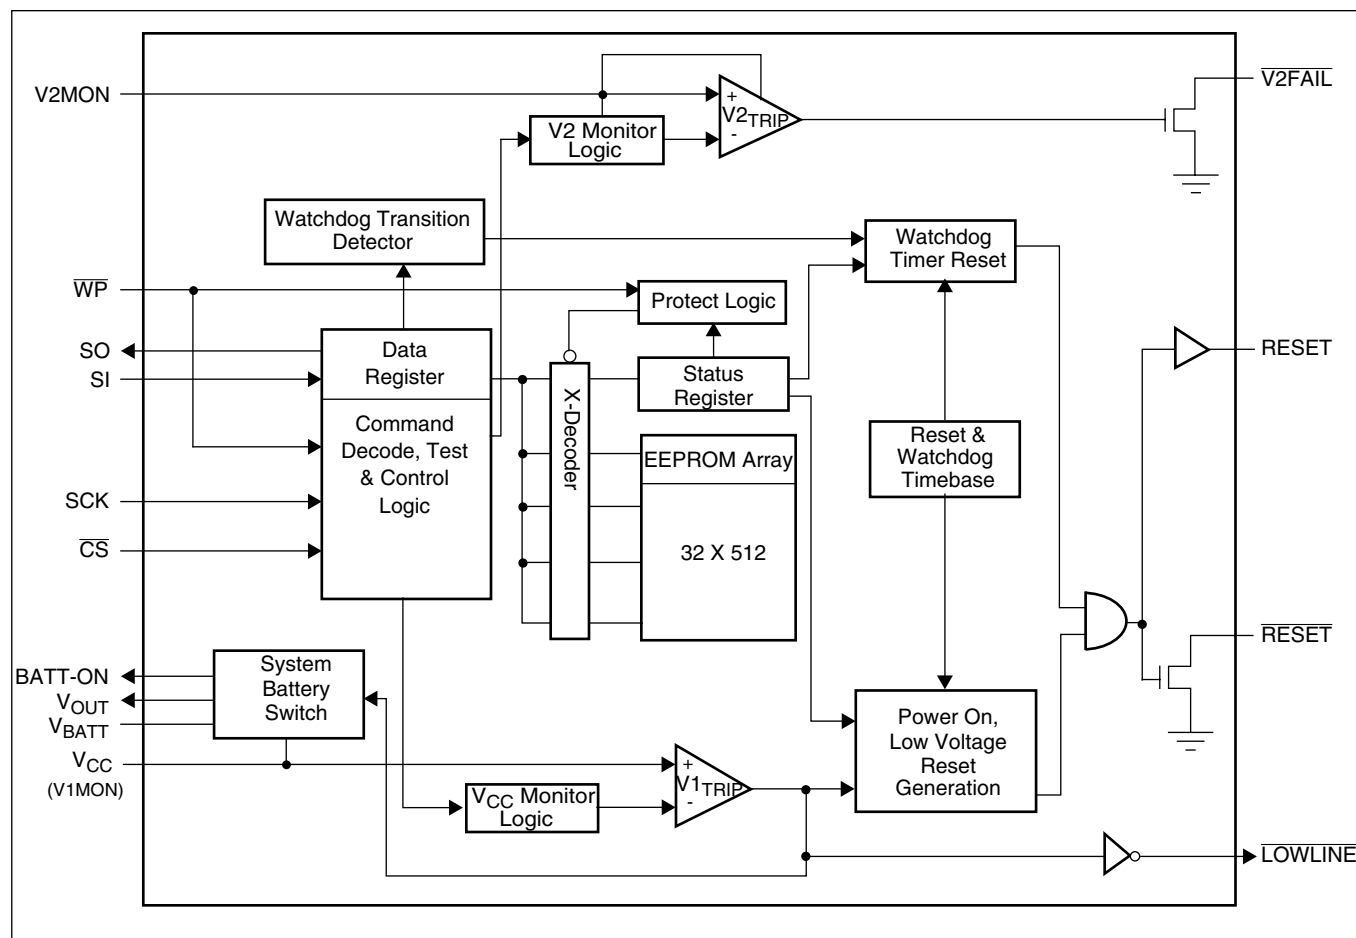 V2MON
V2 Monitor
Logic
+
V2TRIP
-
V2FAIL
Watchdog Transition
Detector
Watchdog
Timer Reset
WP
Protect Logic
SO
SI
Data
Register
X-Decoder
Status
Register
RESET
Command
Decode, Test
& Control
Logic
EEPROM Array
32 X 512
Reset &
Watchdog
Timebase
SCK
CS
RESET
BATT-ON
VOUT
VBATT
VCC
(V1MON)
System
Battery
Switch
+
V1TRIP
-
VCC Monitor
Logic
Power On,
Low Voltage
Reset
Generation
LOWLINE